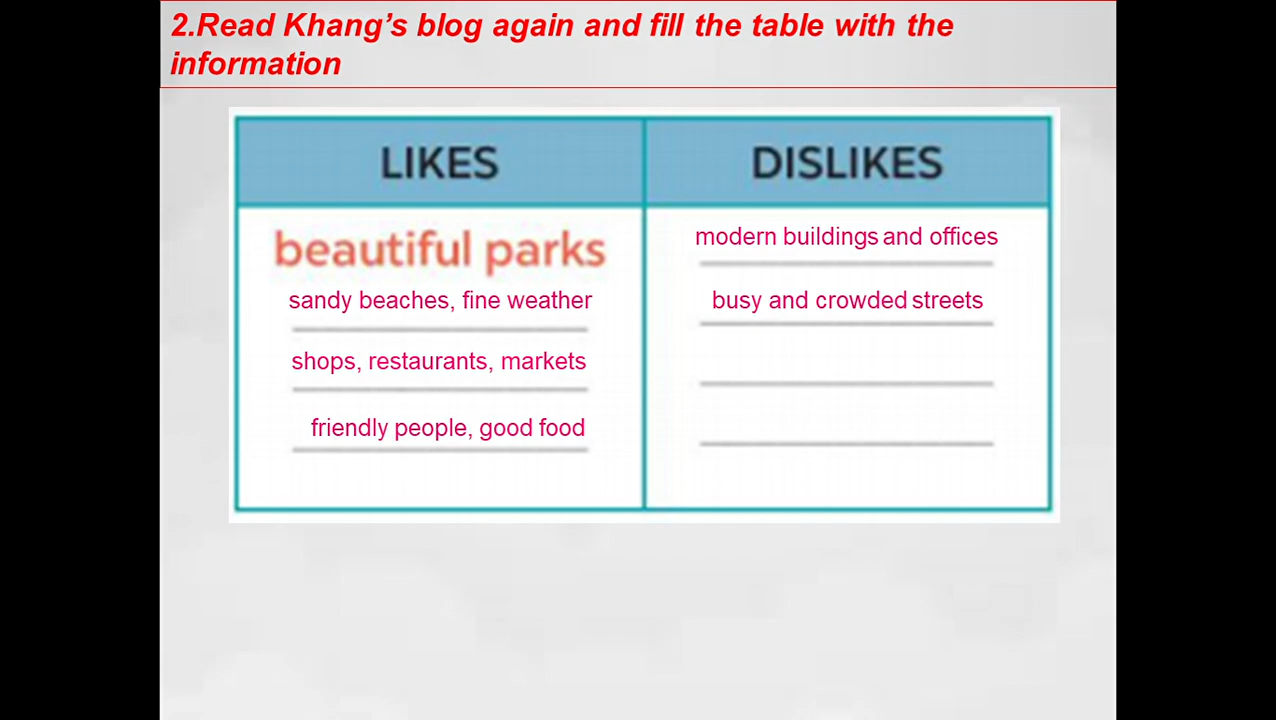 2.Read Khang’s blog again and fill the table with the
information
LIKES
DISLIKES
beautiful parks
sandy beaches, fine weather
shops, restaurants, markets
friendly people, good food
modern buildings and offices
busy and crowded streets